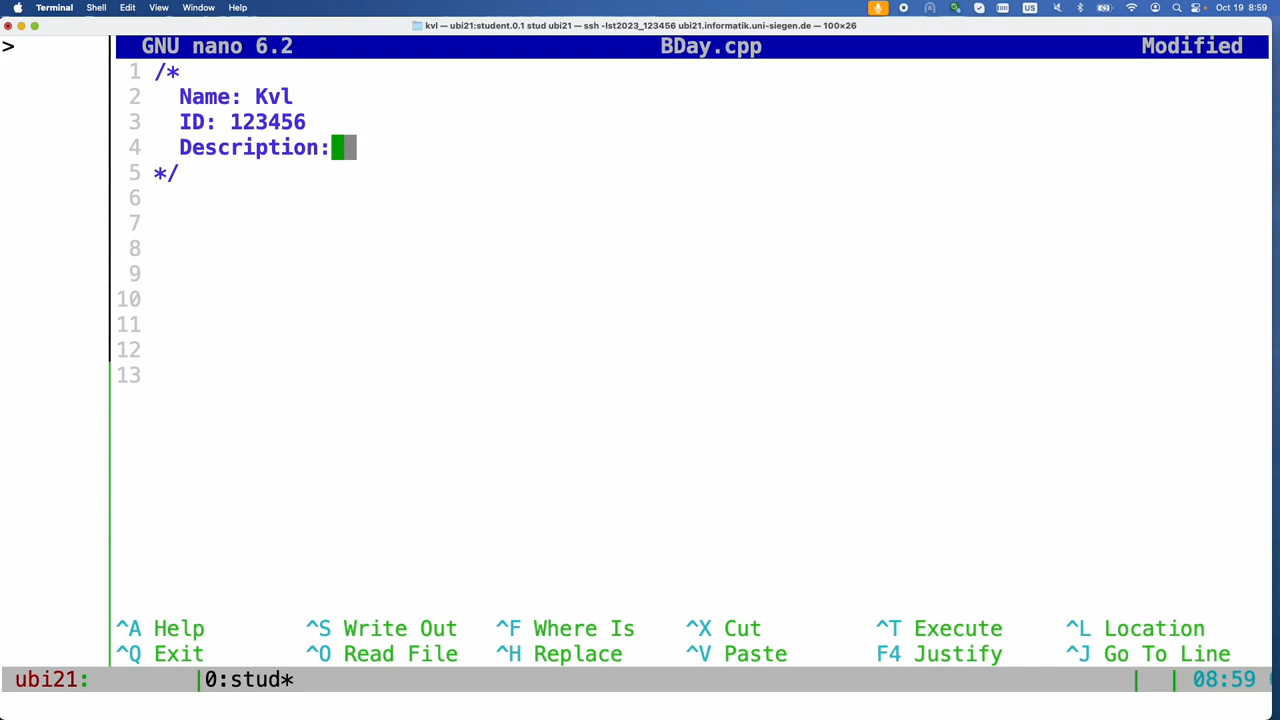 Terminal Shell Edit View Window Help US Oct 19 8:59
kvl — ubi21:student.0.1 stud ubi21 — ssh -lst2023_123456 ubi21.informatik.uni-siegen.de — 100×26
>
GNU nano 6.2 BDay.cpp Modified
1 /*
2 Name: Kvl
3 ID: 123456
4 Description:
5 */
6
7
8
9
10
11
12
13
^A Help ^S Write Out ^F Where Is ^X Cut ^T Execute ^L Location
^Q Exit ^O Read File ^H Replace ^V Paste F4 Justify ^J Go To Line
ubi21: |0:stud* | | 08:59